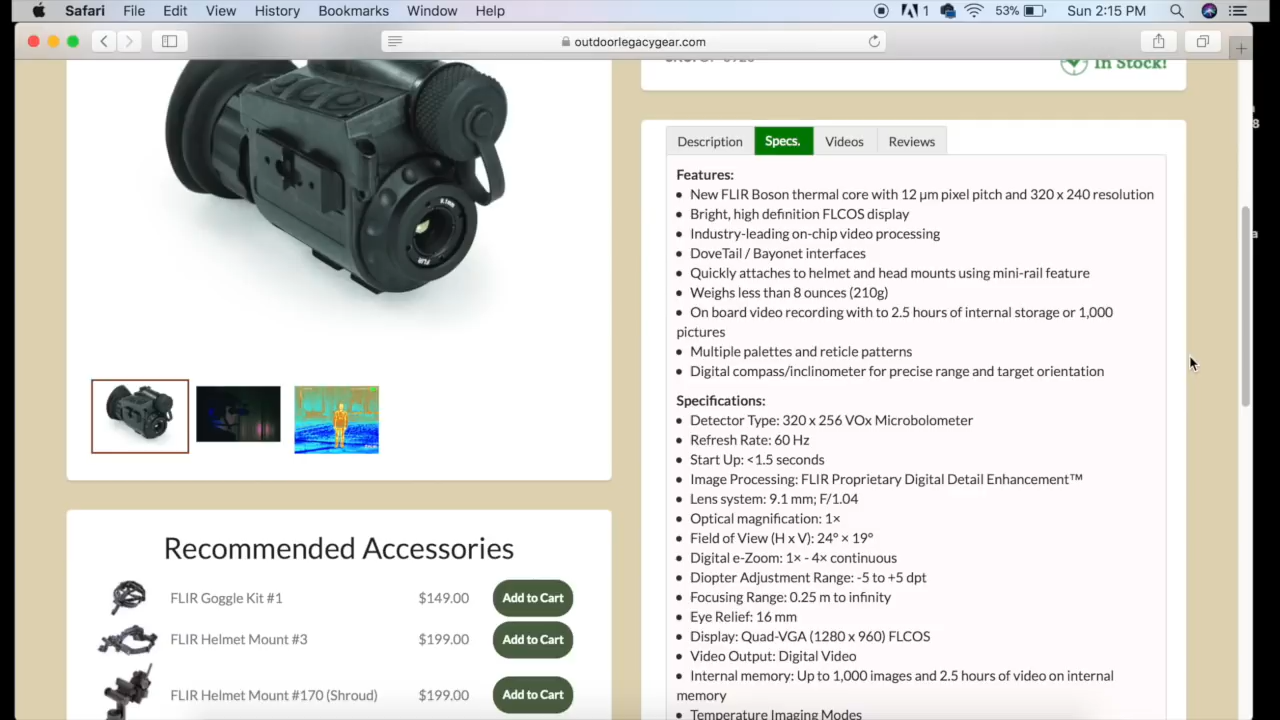 Safari File Edit View History Bookmarks Window Help 1 53% Sun 2:15 PM
outdoorlegacygear.com
In Stock!
Description Specs. Videos Reviews
Features:
• New FLIR Boson thermal core with 12 µm pixel pitch and 320 x 240 resolution
• Bright, high definition FLCOS display
• Industry-leading on-chip video processing
• DoveTail / Bayonet interfaces
• Quickly attaches to helmet and head mounts using mini-rail feature
• Weighs less than 8 ounces (210g)
• On board video recording with to 2.5 hours of internal storage or 1,000
pictures
• Multiple palettes and reticle patterns
• Digital compass/inclinometer for precise range and target orientation
Specifications:
• Detector Type: 320 x 256 VOx Microbolometer
• Refresh Rate: 60 Hz
• Start Up: <1.5 seconds
• Image Processing: FLIR Proprietary Digital Detail Enhancement™
• Lens system: 9.1 mm; F/1.04
• Optical magnification: 1×
• Field of View (H x V): 24° × 19°
• Digital e-Zoom: 1× - 4× continuous
• Diopter Adjustment Range: -5 to +5 dpt
• Focusing Range: 0.25 m to infinity
• Eye Relief: 16 mm
• Display: Quad-VGA (1280 x 960) FLCOS
• Video Output: Digital Video
• Internal memory: Up to 1,000 images and 2.5 hours of video on internal
memory
• Temperature Imaging Modes
9.1mm
FLIR
Recommended Accessories
FLIR Goggle Kit #1 $149.00 Add to Cart
FLIR Helmet Mount #3 $199.00 Add to Cart
FLIR Helmet Mount #170 (Shroud) $199.00 Add to Cart
8
a